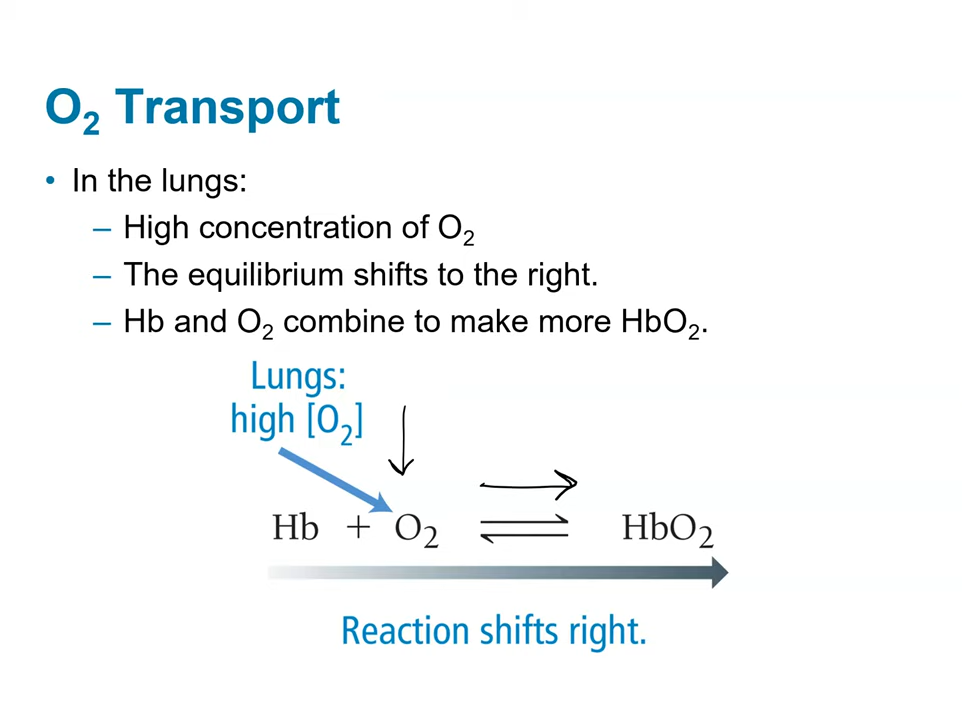 O₂ Transport
• In the lungs:
– High concentration of O₂
– The equilibrium shifts to the right.
– Hb and O₂ combine to make more HbO₂.
Lungs:
high [O₂]
Hb + O₂ ⇌ HbO₂
Reaction shifts right.